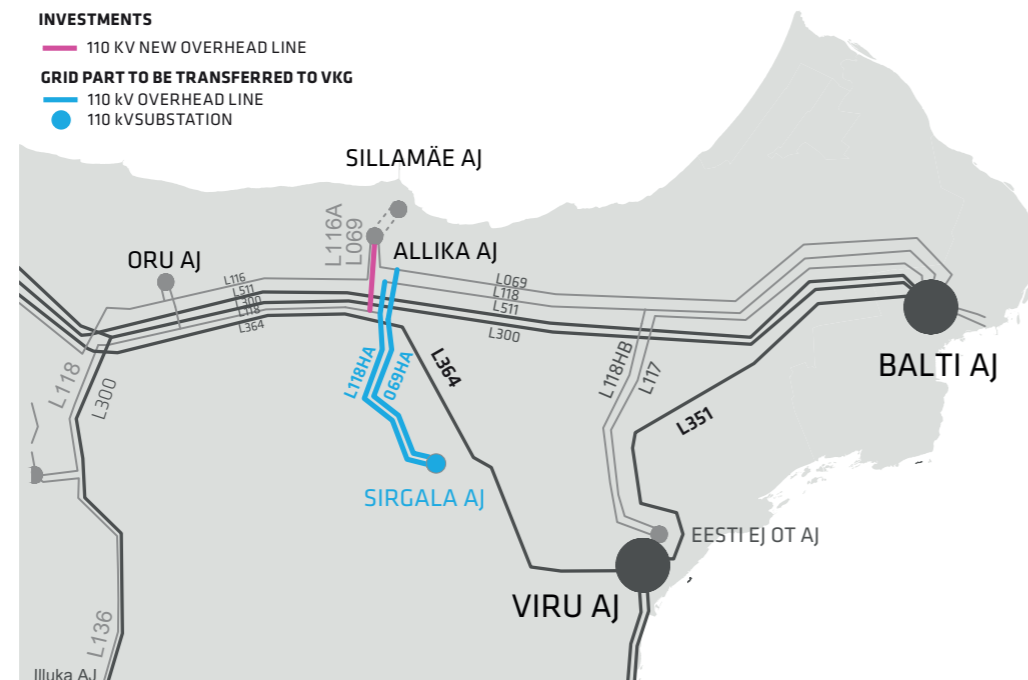 INVESTMENTS
110 KV NEW OVERHEAD LINE
GRID PART TO BE TRANSFERRED TO VKG
110 kV OVERHEAD LINE
110 kVSUBSTATION
SILLAMÄE AJ
L116A
L069
ALLIKA AJ
ORU AJ
L116
L511
L300
L118
L364
L069
L118
L511
L300
L118
L300
L118HA
069HA
L364
L118HB
L117
BALTI AJ
L351
SIRGALA AJ
EESTI EJ OT AJ
VIRU AJ
L136
Illuka AJ